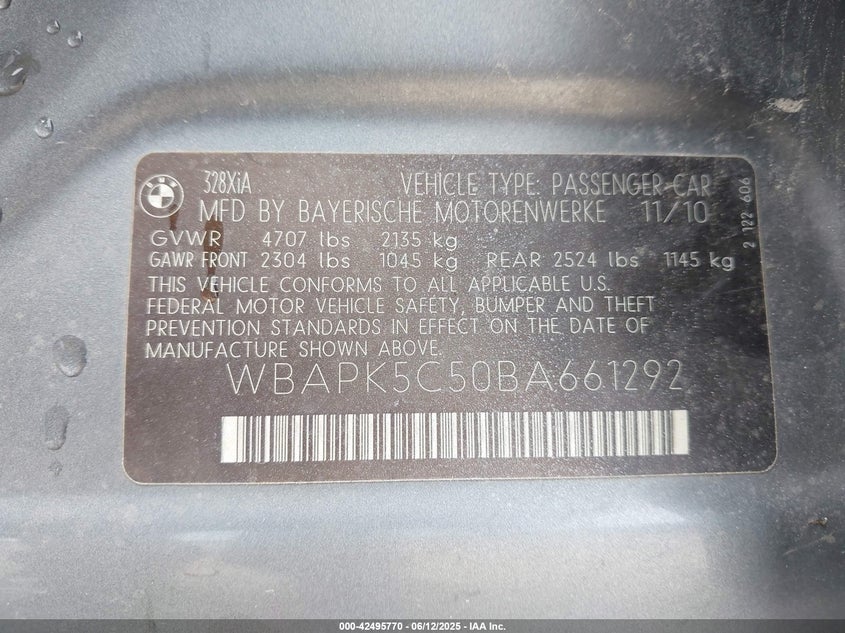 BMW
328XiA VEHICLE TYPE: PASSENGER CAR
MFD BY BAYERISCHE MOTORENWERKE 11/10
GVWR 4707 lbs 2135 kg
GAWR FRONT 2304 lbs 1045 kg REAR 2524 lbs 1145 kg
THIS VEHICLE CONFORMS TO ALL APPLICABLE U.S.
FEDERAL MOTOR VEHICLE SAFETY, BUMPER AND THEFT
PREVENTION STANDARDS IN EFFECT ON THE DATE OF
MANUFACTURE SHOWN ABOVE.
WBAPK5C50BA661292
2 122 606
000-42495770 - 06/12/2025 - IAA Inc.